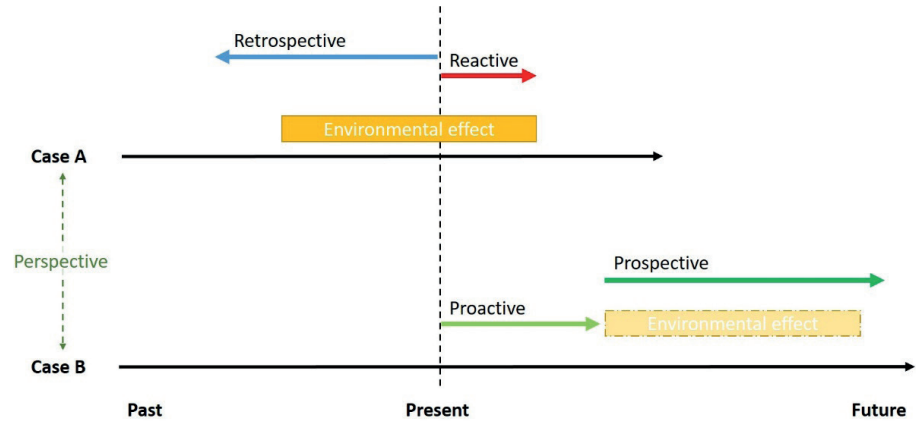 Retrospective
Reactive
Environmental effect
Case A
Perspective
Prospective
Proactive
Environmental effect
Case B
Past Present Future